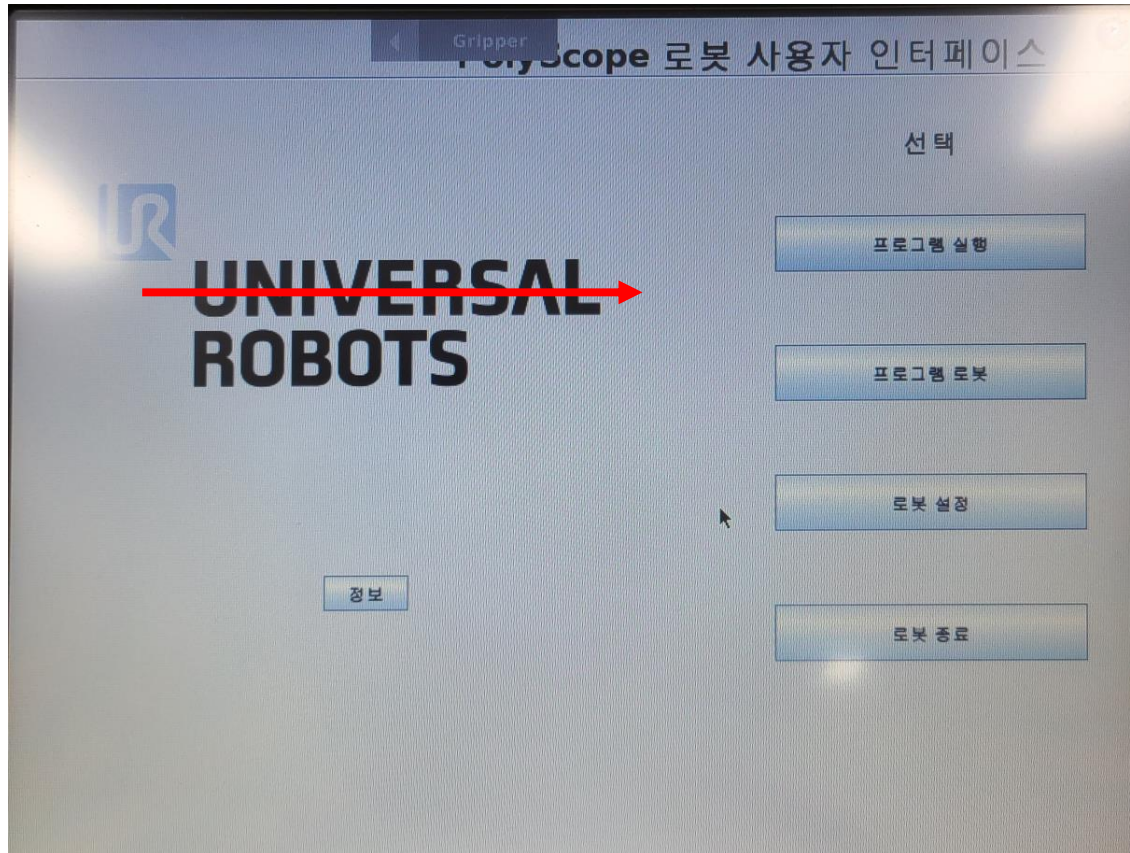 Gripper
PolyScope 로봇 사용자 인터페이스
선택
UR
UNIVERSAL
ROBOTS
프로그램 실행
프로그램 로봇
로봇 설정
정보
로봇 종료